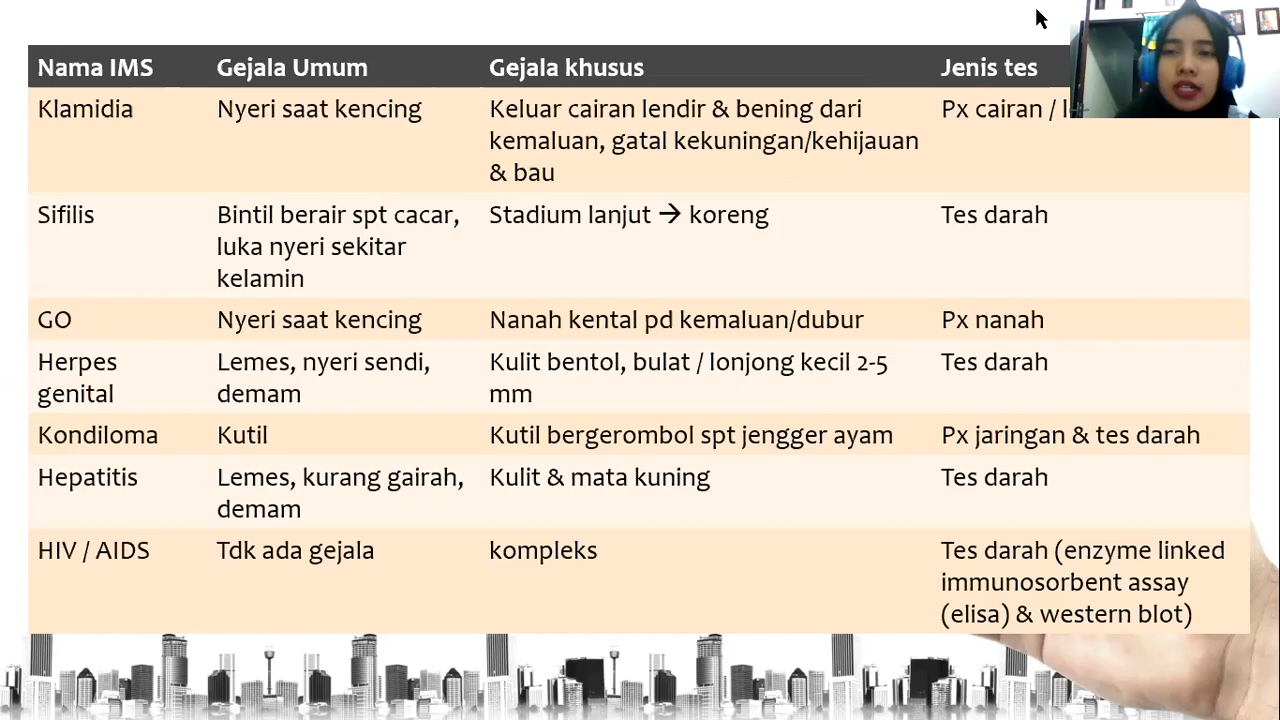 Nama IMS Gejala Umum Gejala khusus Jenis tes
Klamidia Nyeri saat kencing Keluar cairan lendir & bening dari Px cairan /
kemaluan, gatal kekuningan/kehijauan
& bau
Sifilis Bintil berair spt cacar, Stadium lanjut → koreng Tes darah
luka nyeri sekitar
kelamin
GO Nyeri saat kencing Nanah kental pd kemaluan/dubur Px nanah
Herpes Lemes, nyeri sendi, Kulit bentol, bulat / lonjong kecil 2-5 Tes darah
genital demam mm
Kondiloma Kutil Kutil bergerombol spt jengger ayam Px jaringan & tes darah
Hepatitis Lemes, kurang gairah, Kulit & mata kuning Tes darah
demam
HIV / AIDS Tdk ada gejala kompleks Tes darah (enzyme linked
immunosorbent assay
(elisa) & western blot)